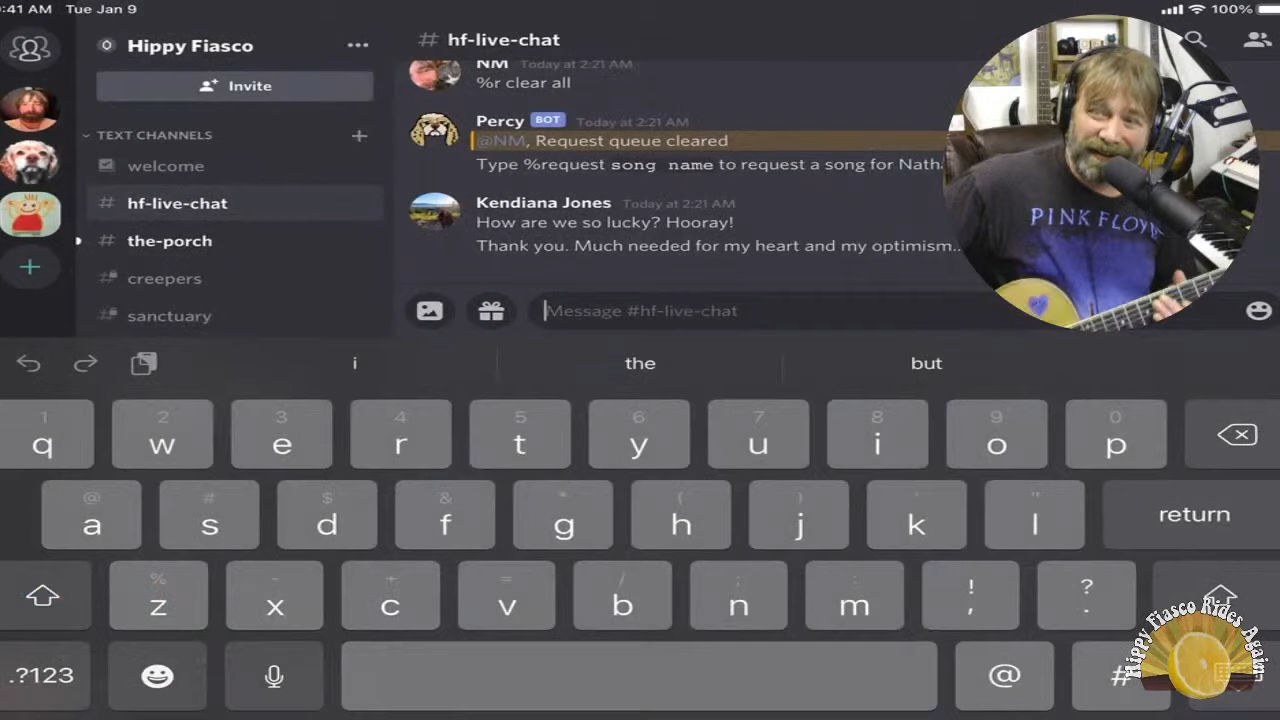 :41 AM Tue Jan 9
100%
Hippy Fiasco
Invite
TEXT CHANNELS
welcome
# hf-live-chat
# the-porch
creepers
sanctuary
# hf-live-chat
NM Today at 2:21 AM
%r clear all
Percy BOT Today at 2:21 AM
@NM, Request queue cleared
Type %request song name to request a song for
Kendiana Jones Today at 2:21 AM
How are we so lucky? Hooray!
Thank you. Much needed for my heart and my optimism..
Message #hf-live-chat
PINK FLOYD
i the but
1 2 3 4 5 6 7 8 9 0
q w e r t y u i o p
@ # $ & * ( ) ' "
a s d f g h j k l return
% - + = / ; : ! ?
z x c v b n m , .
.?123 @ #
Hippy Fiasco Rides Again